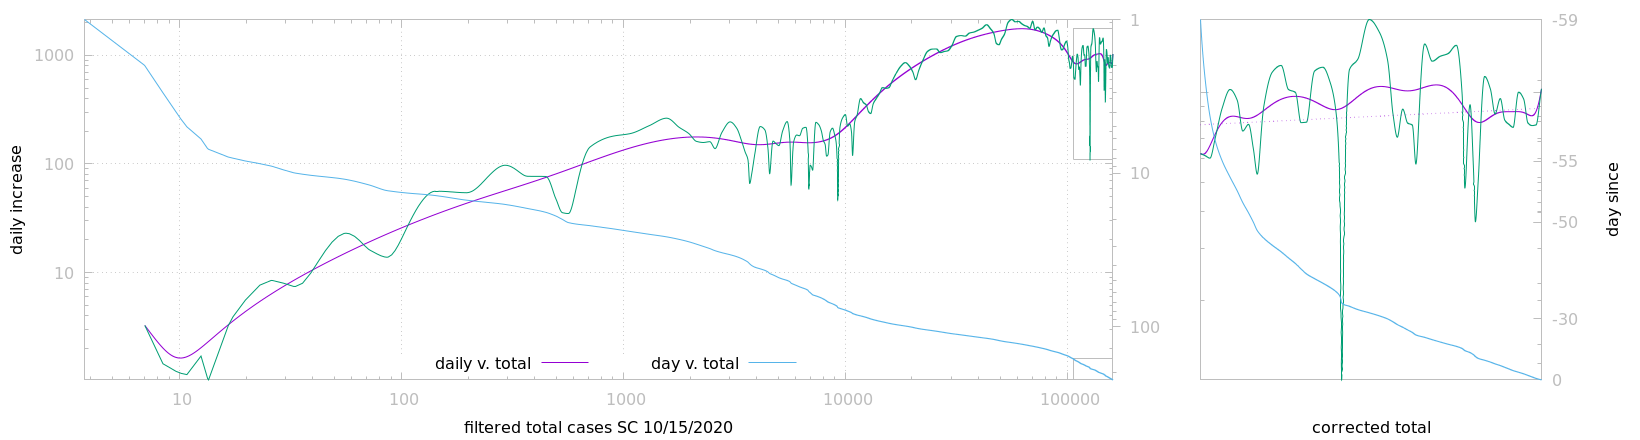 1000
100
10
daily increase
1
10
100
daily v. total
day v. total
10
100
1000
10000
100000
filtered total cases SC 10/15/2020
-59
-55
-50
-30
0
day since
corrected total